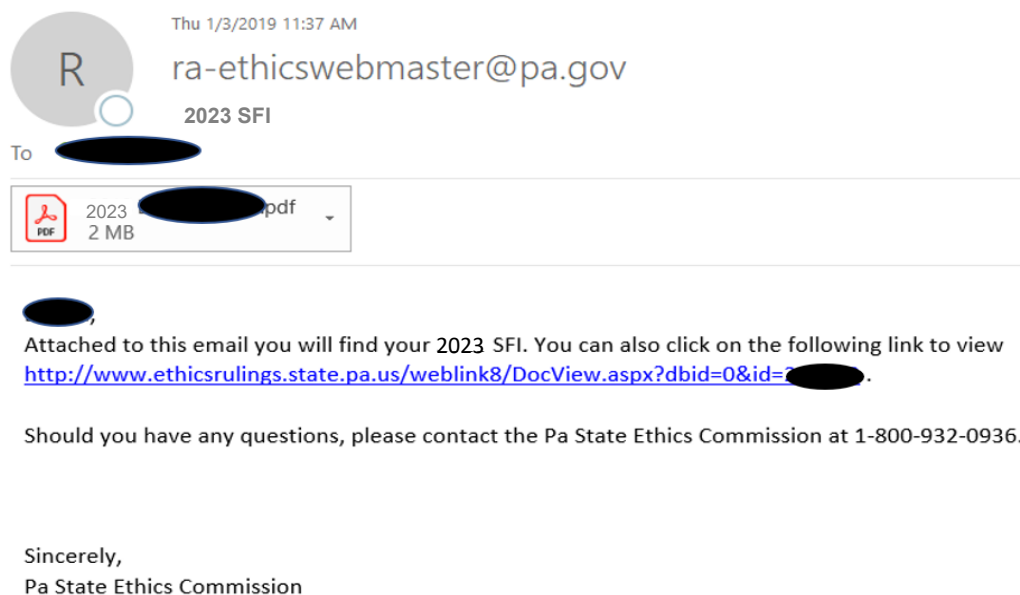 Thu 1/3/2019 11:37 AM
R
ra-ethicswebmaster@pa.gov
2023 SFI
To
2023 pdf
PDF
2 MB
,
Attached to this email you will find your 2023 SFI. You can also click on the following link to view
http://www.ethicsrulings.state.pa.us/weblink8/DocView.aspx?dbid=0&id= .
Should you have any questions, please contact the Pa State Ethics Commission at 1-800-932-0936.
Sincerely,
Pa State Ethics Commission